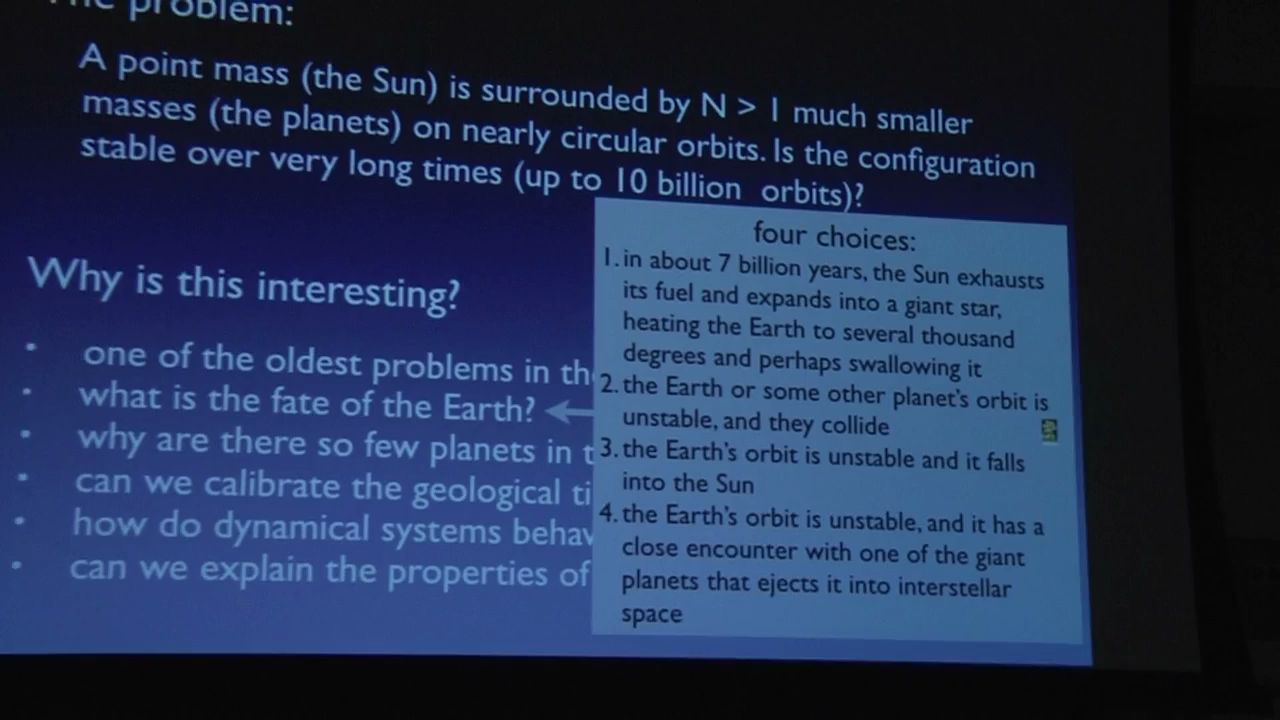 problem:
A point mass (the Sun) is surrounded by N > 1 much smaller
masses (the planets) on nearly circular orbits. Is the configuration
stable over very long times (up to 10 billion orbits)?
Why is this interesting?
• one of the oldest problems in
• what is the fate of the Earth?
• why are there so few planets in
• can we calibrate the geological
• how do dynamical systems
• can we explain the properties of
four choices:
1. in about 7 billion years, the Sun exhausts
its fuel and expands into a giant star,
heating the Earth to several thousand
degrees and perhaps swallowing it
2. the Earth or some other planet's orbit is
unstable, and they collide
3. the Earth's orbit is unstable and it falls
into the Sun
4. the Earth's orbit is unstable, and it has a
close encounter with one of the giant
planets that ejects it into interstellar
space